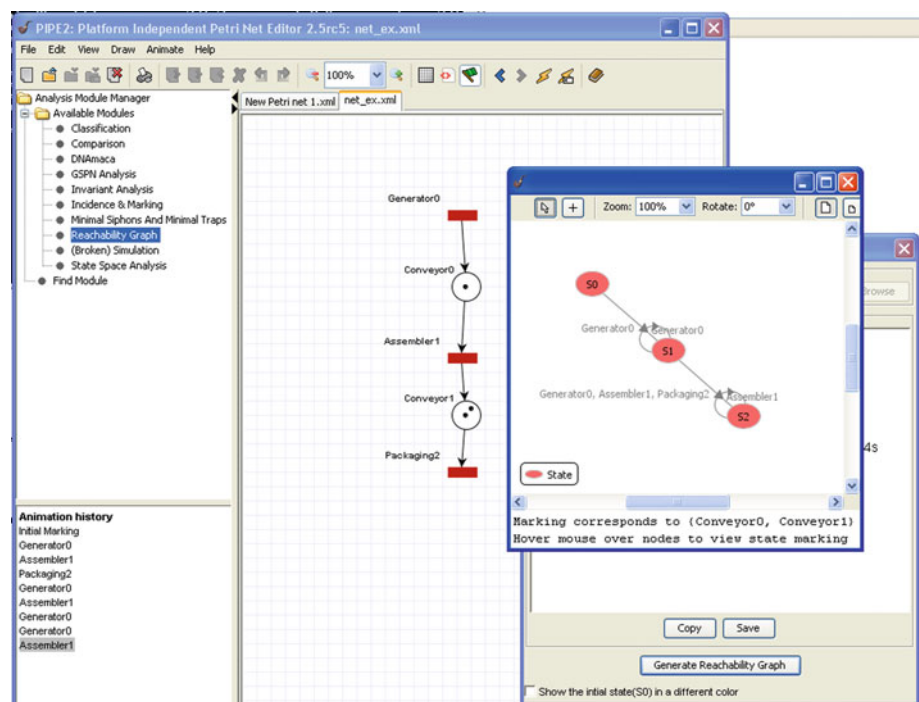 PIPE2: Platform Independent Petri Net Editor 2.5rc5: net_ex.xml
File Edit View Draw Animate Help
100%
Analysis Module Manager
Available Modules
Classification
Comparison
DNAmaca
GSPN Analysis
Invariant Analysis
Incidence & Marking
Minimal Siphons And Minimal Traps
Reachability Graph
(Broken) Simulation
State Space Analysis
Find Module
Animation history
Initial Marking
Generator0
Assembler1
Packaging2
Generator0
Assembler1
Generator0
Generator0
Assembler1
New Petri net 1.xml net_ex.xml
Generator0
Conveyor0
Assembler1
Conveyor1
Packaging2
Zoom: 100% Rotate: 0°
S0
Generator0 Generator0
S1
Generator0, Assembler1, Packaging2 Assembler1
S2
State
Marking corresponds to (Conveyor0, Conveyor1)
Hover mouse over nodes to view state marking
Browse
4s
Copy Save
Generate Reachability Graph
Show the intial state(S0) in a different color